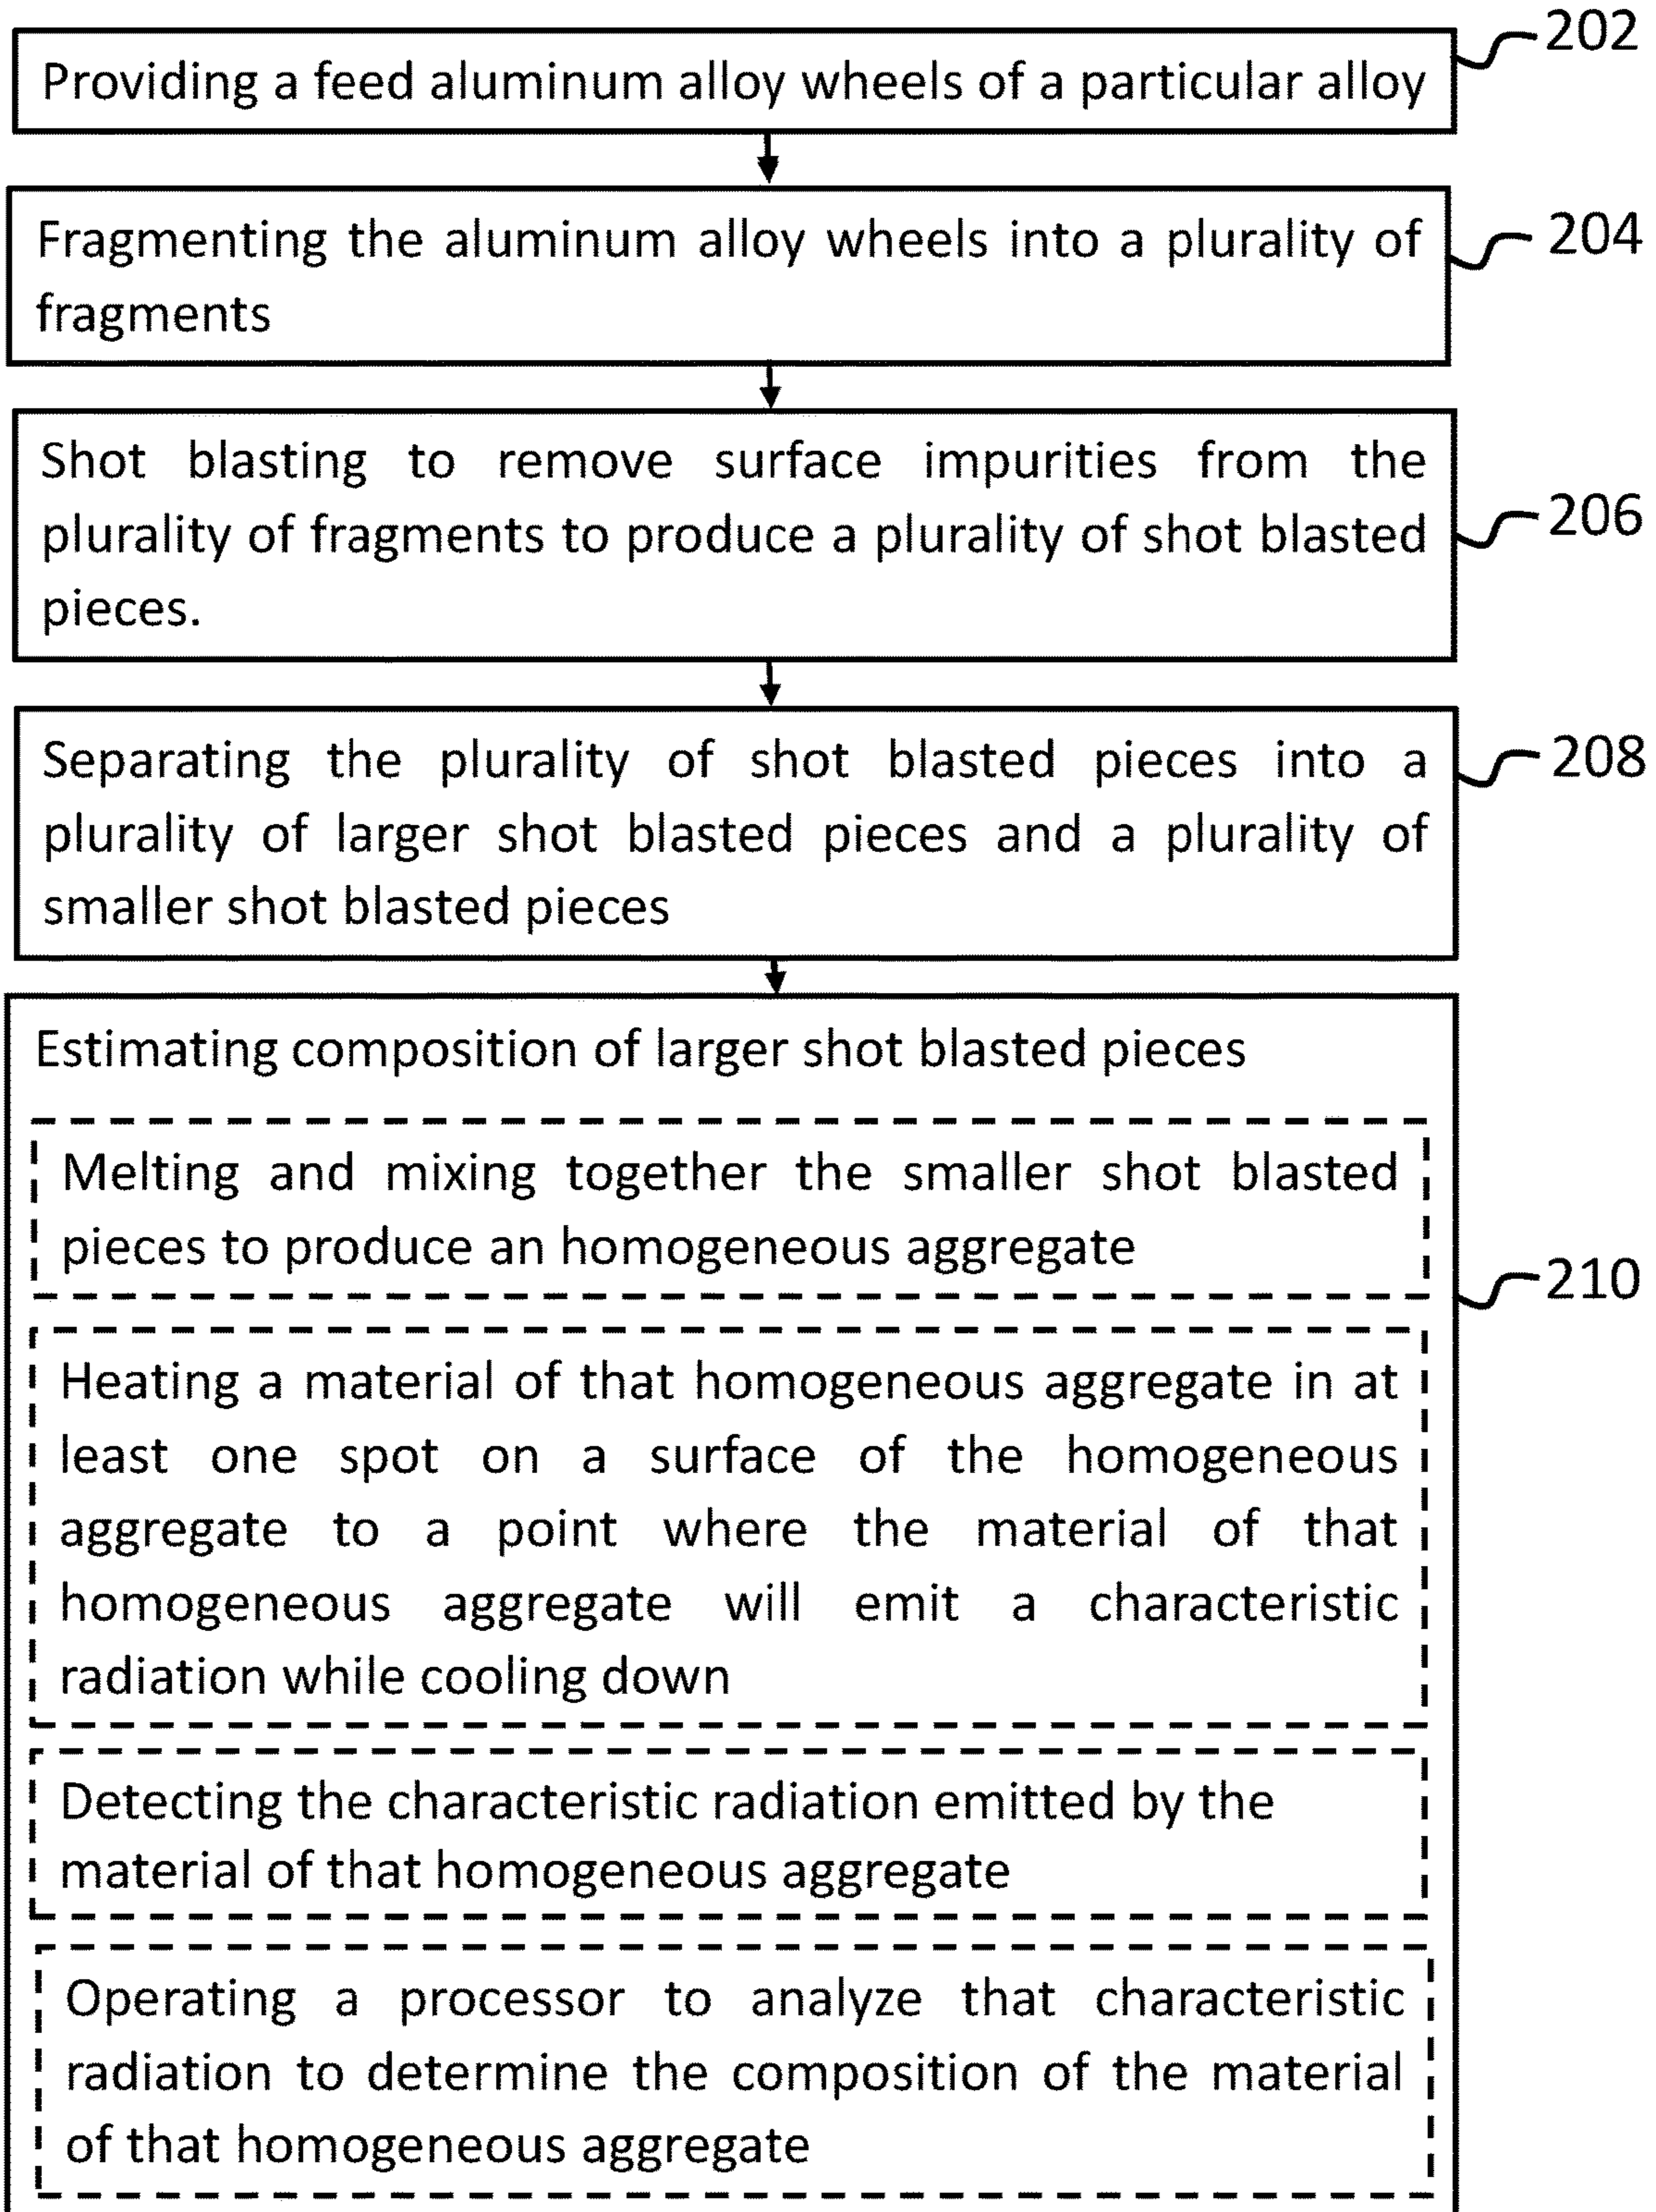 202
Providing a feed aluminum alloy wheels of a particular alloy
204
Fragmenting the aluminum alloy wheels into a plurality of
fragments
Shot blasting to remove surface impurities from the
plurality of fragments to produce a plurality of shot blasted
pieces.
206
208
Separating the plurality of shot blasted pieces into a
plurality of larger shot blasted pieces and a plurality of
smaller shot blasted pieces
Estimating composition of larger shot blasted pieces
Melting and mixing together the smaller shot blasted
pieces to produce an homogeneous aggregate
210
Heating a material of that homogeneous aggregate in at
least one spot on a surface of the homogeneous
aggregate to a point where the material of that
homogeneous aggregate will emit a characteristic
radiation while cooling down
Detecting the characteristic radiation emitted by the
material of that homogeneous aggregate
Operating a processor to analyze that characteristic
radiation to determine the composition of the material
of that homogeneous aggregate